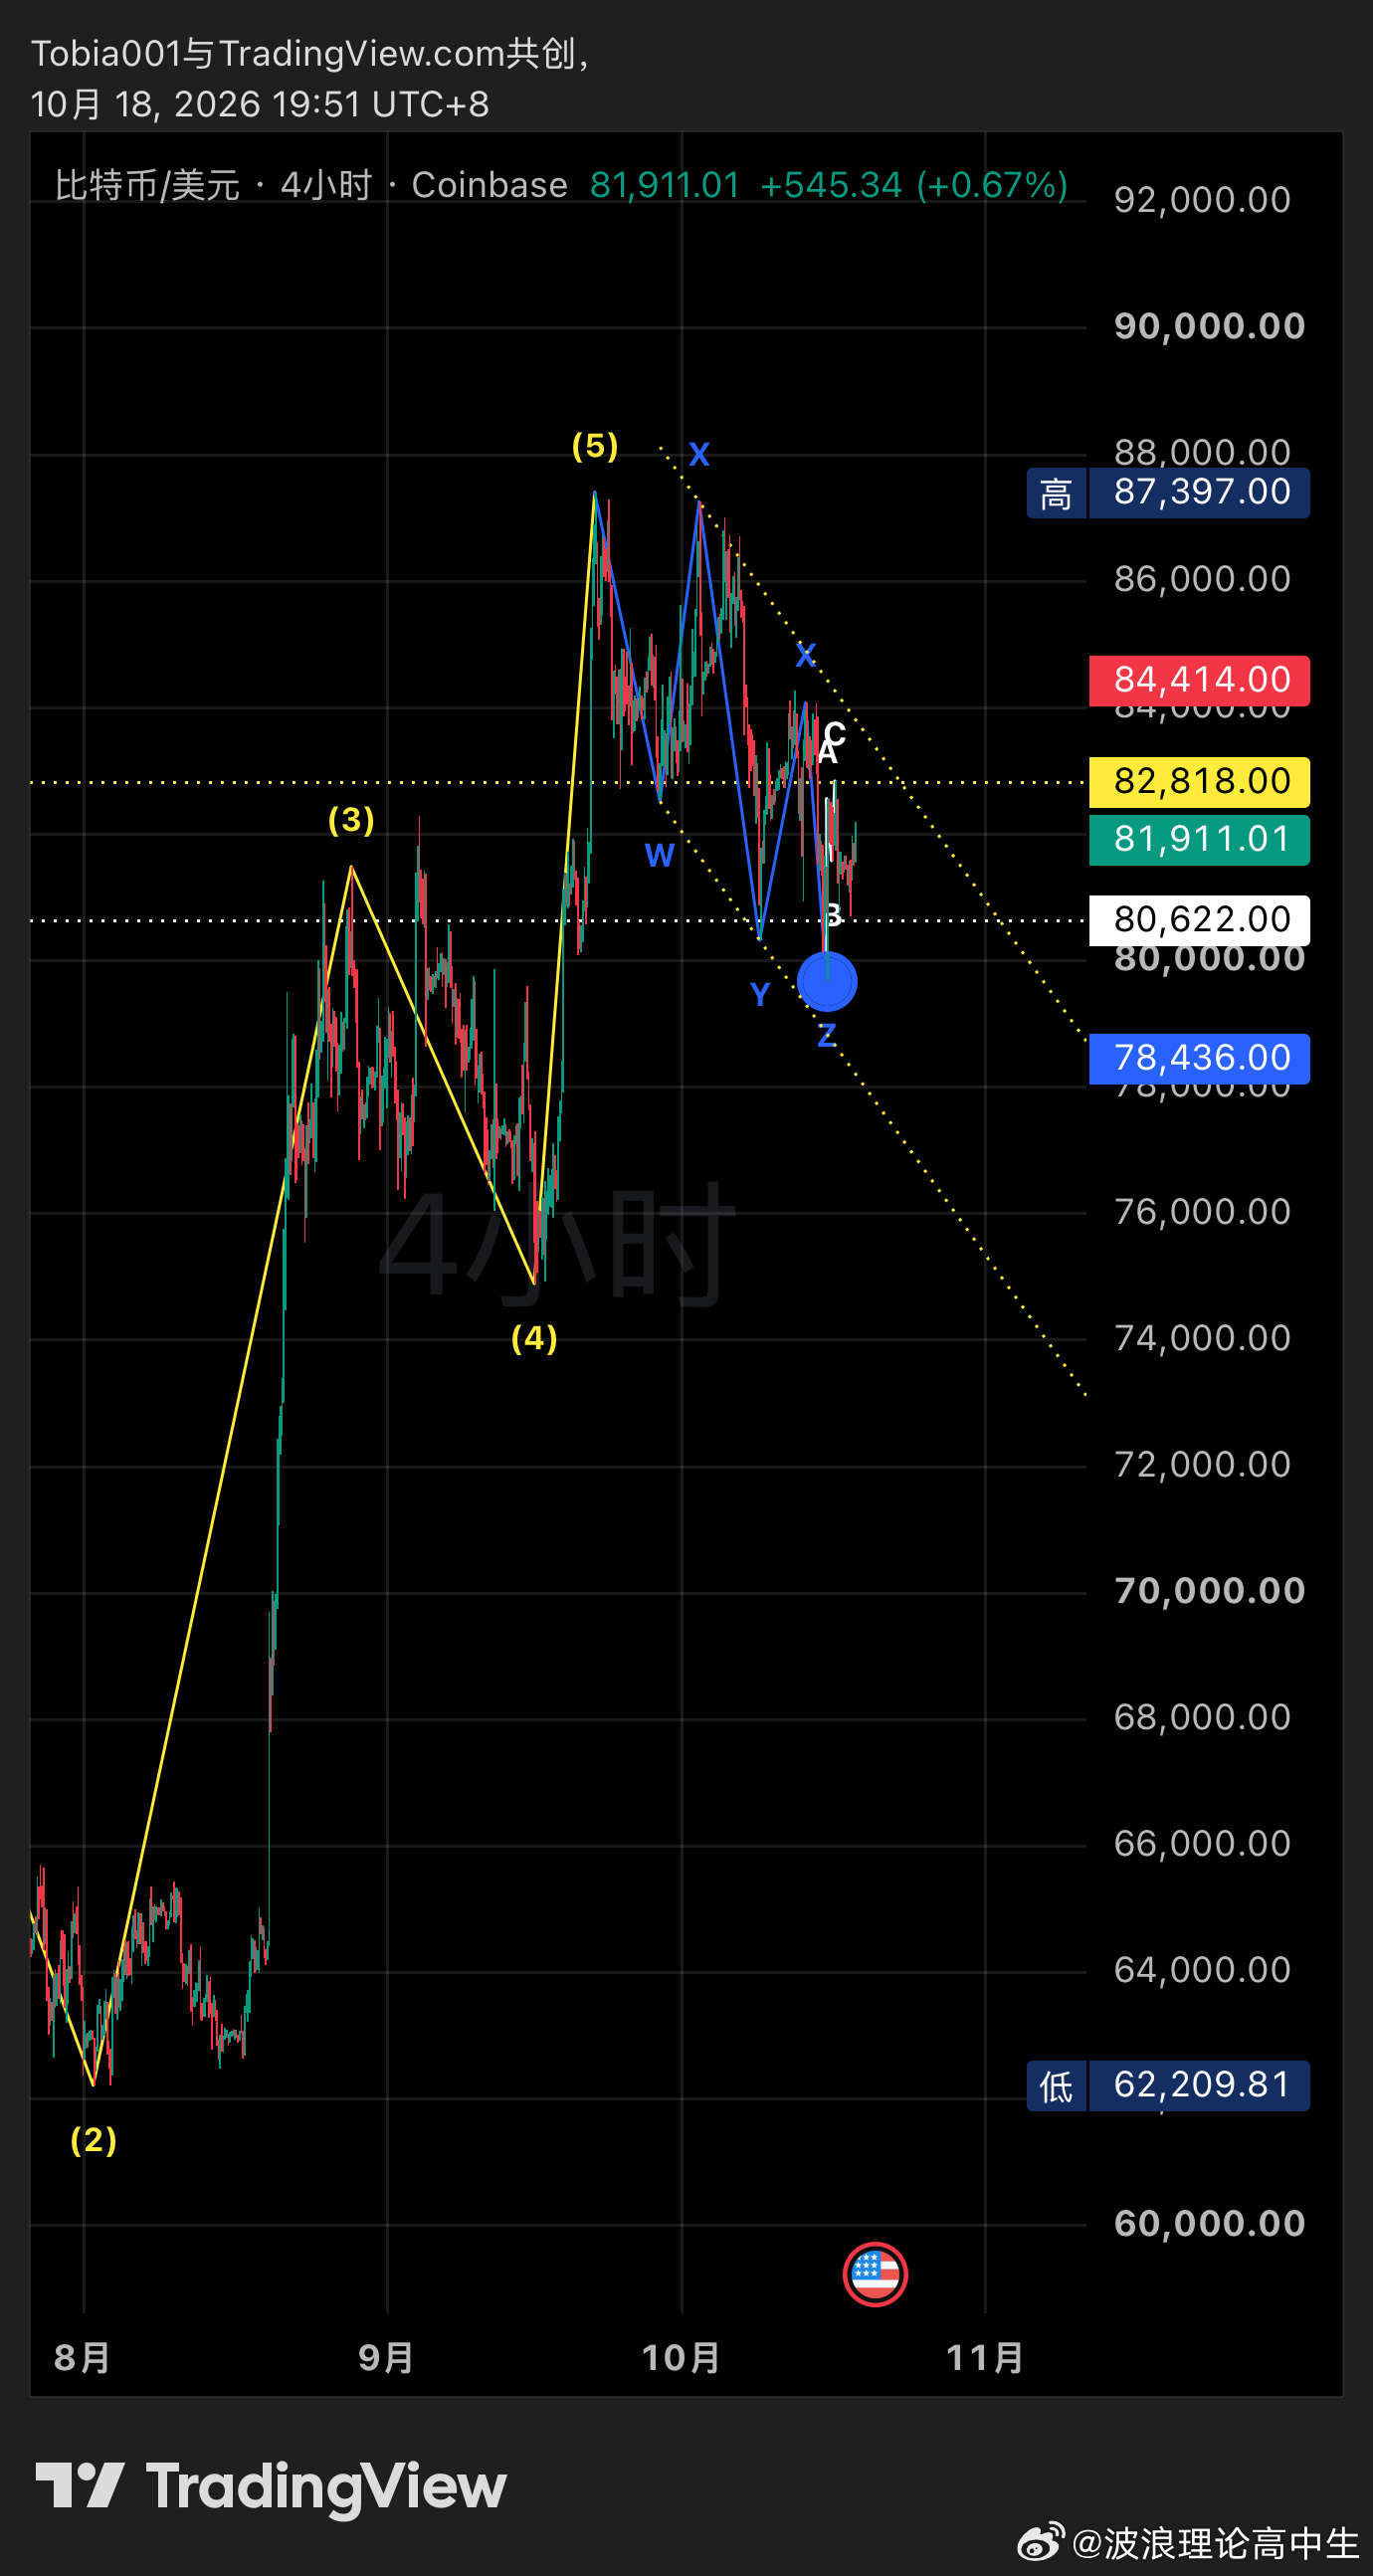 Tobia001与TradingView.com共创,
10月 18, 2026 19:51 UTC+8
比特币/美元 · 4小时 · Coinbase 81,911.01 +545.34 (+0.67%)
92,000.00
90,000.00
88,000.00
高 87,397.00
86,000.00
84,414.00
84,000.00
82,818.00
81,911.01
80,622.00
80,000.00
78,436.00
78,000.00
76,000.00
74,000.00
72,000.00
70,000.00
68,000.00
66,000.00
64,000.00
低 62,209.81
60,000.00
(5)
X
X
C
A
(3)
W
B
Y
Z
4小时
(4)
(2)
8月 9月 10月 11月
TradingView
@波浪理论高中生